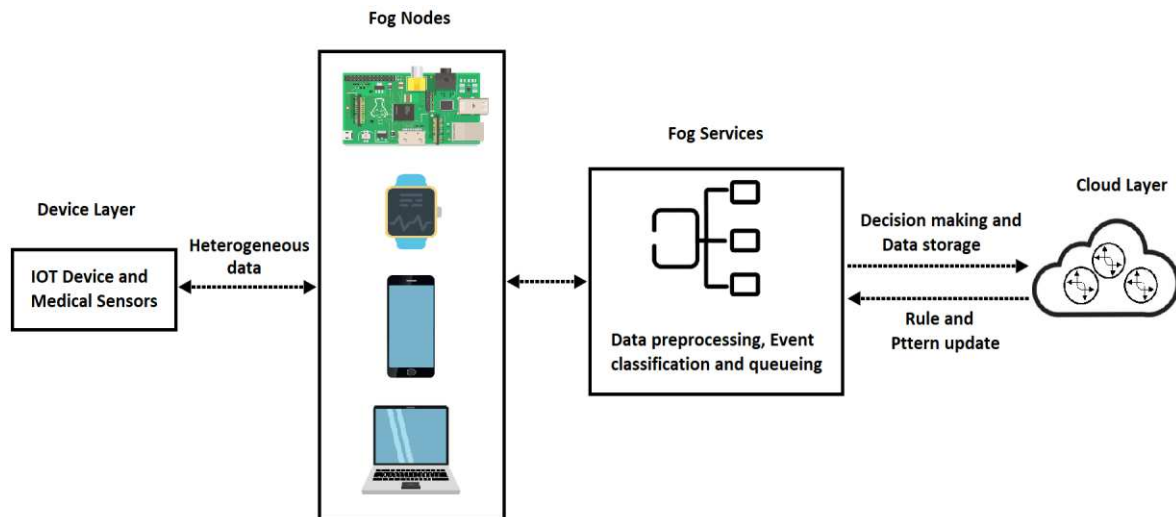 Fog Nodes
Fog Services
Device Layer
Cloud Layer
Heterogeneous
data
IOT Device and
Medical Sensors
Decision making and
Data storage
Rule and
Pttern update
Data preprocessing, Event
classification and queueing